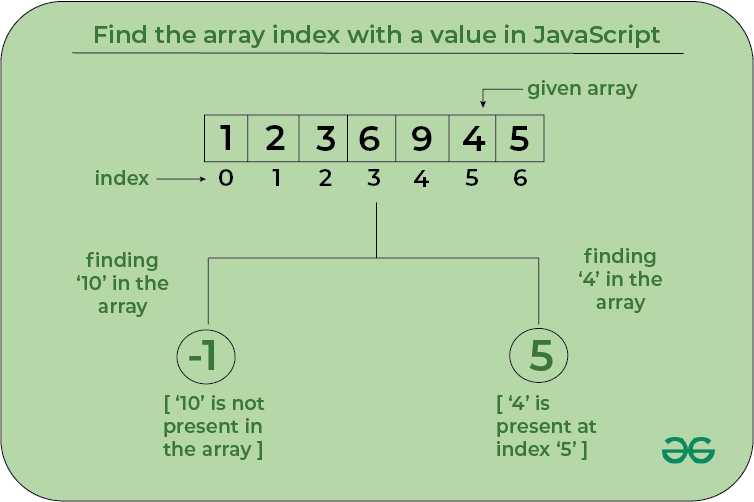 Find the array index with a value in JavaScript
given array
1 2 3 6 9 4 5
index 0 1 2 3 4 5 6
finding
‘10’ in the
array
finding
‘4’ in the
array
-1
5
[ ‘10’ is not
present in
the array ]
[ ‘4’ is
present at
index ‘5’ ]